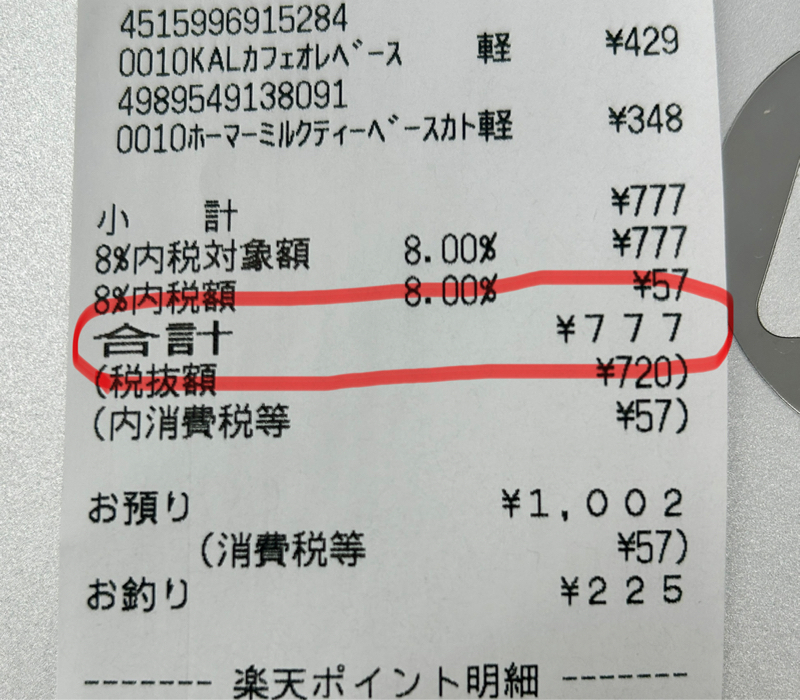 4515996915284
0010KALカフェオレベース 軽 ¥429
4989549138091
0010ホーマーミルクティーベースカト軽 ¥348
小 計 ¥777
8%内税対象額 8.00% ¥777
8%内税額 8.00% ¥57
合計 ¥777
(税抜額 ¥720)
(内消費税等 ¥57)
お預り ¥1,002
(消費税等 ¥57)
お釣り ¥225
------- 楽天ポイント明細 -------